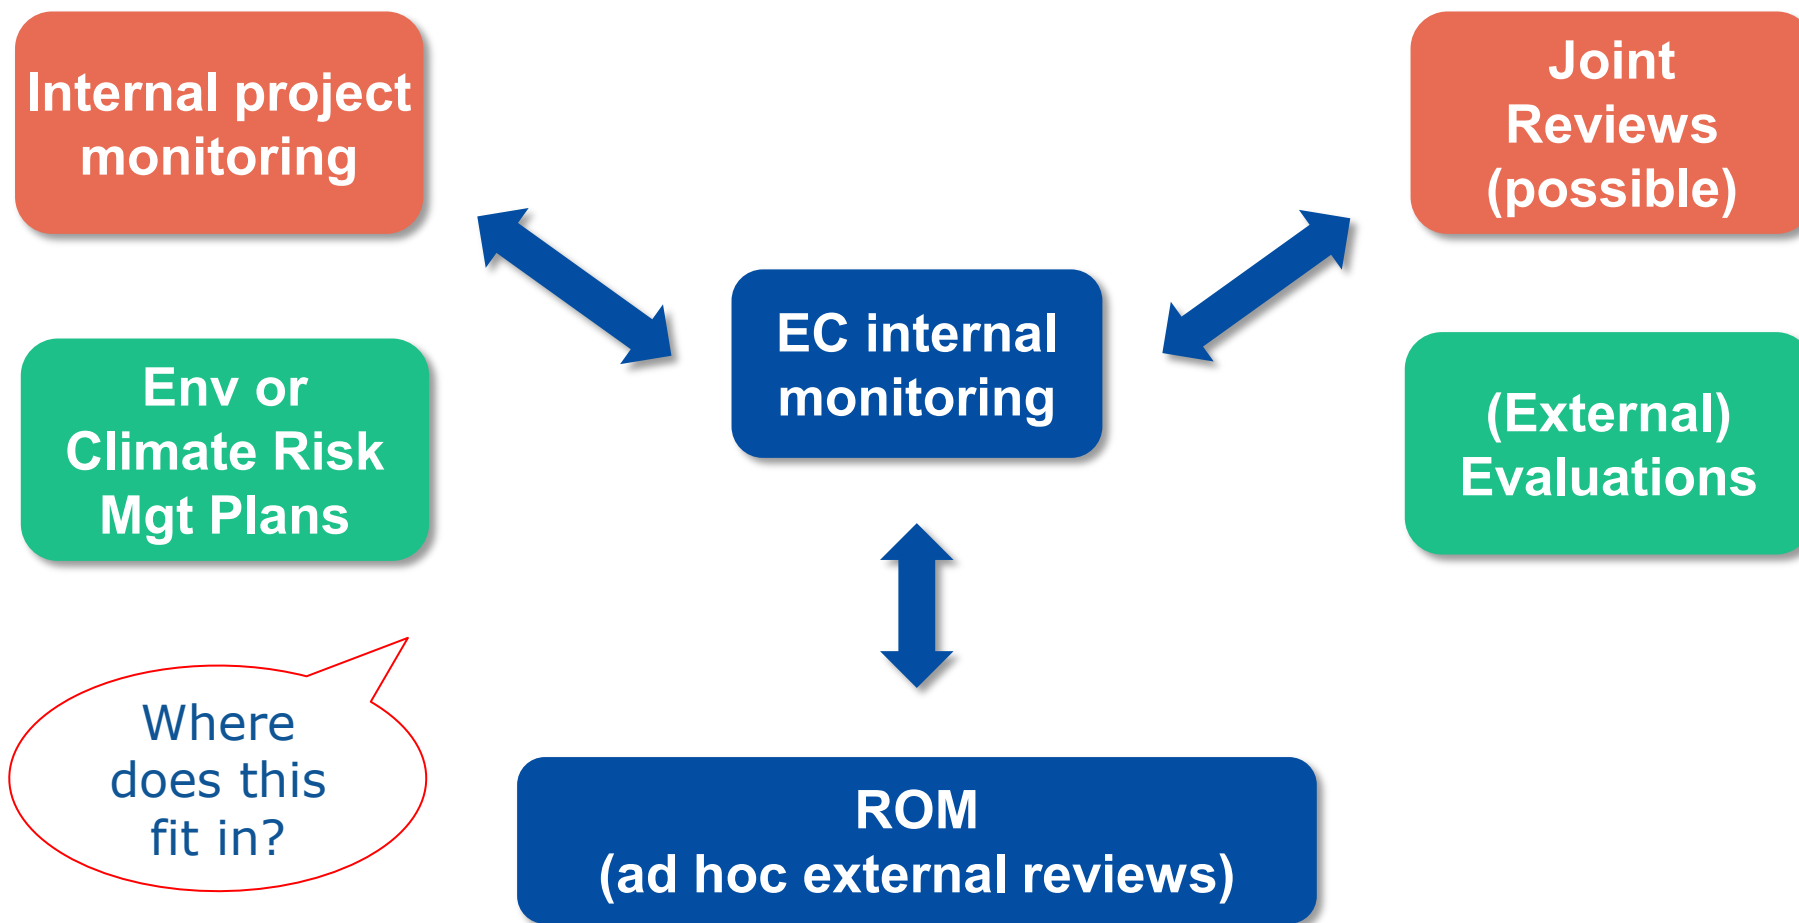 Internal project
monitoring
Joint
Reviews
(possible)
EC internal
monitoring
Env or
Climate Risk
Mgt Plans
(External)
Evaluations
Where
does this
fit in?
ROM
(ad hoc external reviews)